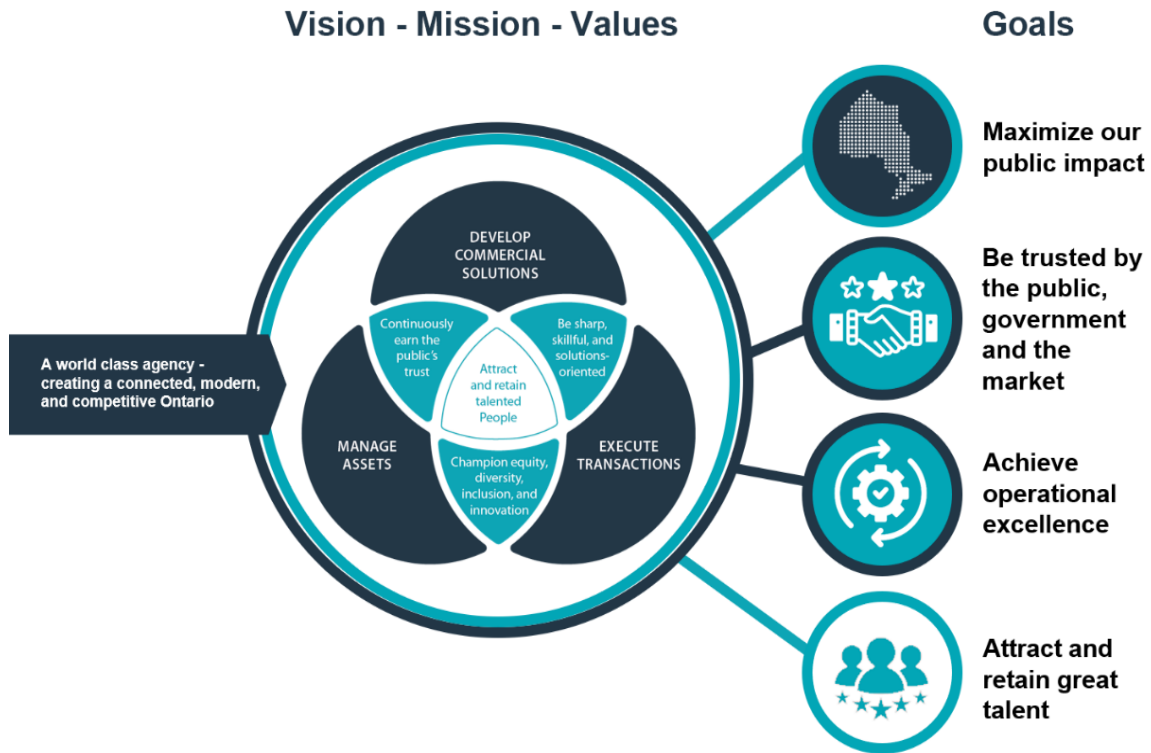 Vision - Mission - Values
Goals
A world class agency -
creating a connected, modern,
and competitive Ontario
DEVELOP
COMMERCIAL
SOLUTIONS
Continuously
earn the
public's
trust
Be sharp,
skillful, and
solutions-
oriented
Attract
and retain
talented
People
MANAGE
ASSETS
EXECUTE
TRANSACTIONS
Champion equity,
diversity,
inclusion, and
innovation
Maximize our
public impact
Be trusted by
the public,
government
and the
market
Achieve
operational
excellence
Attract and
retain great
talent